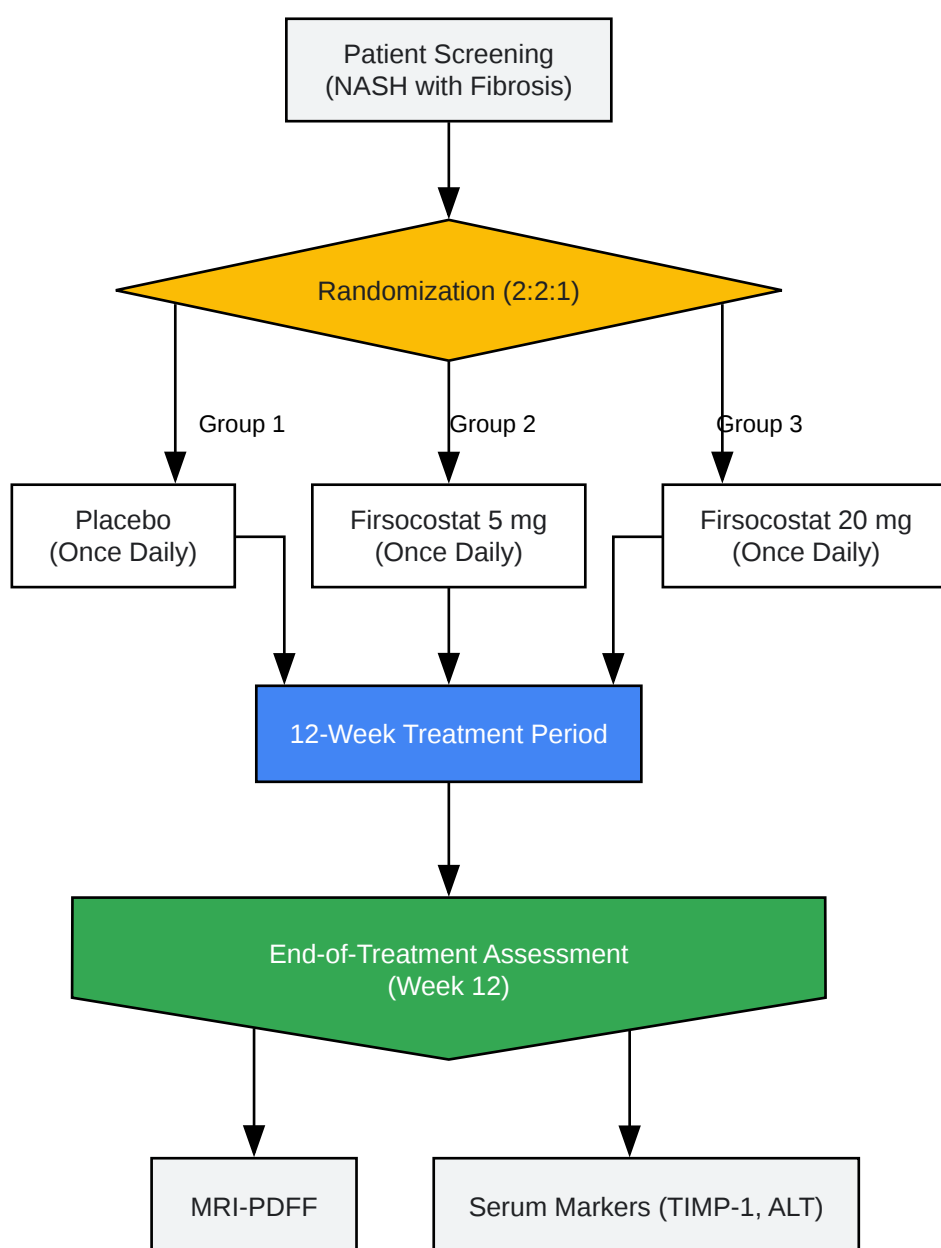 Patient Screening
(NASH with Fibrosis)
Randomization (2:2:1)
Group 1
Group 2
Group 3
Placebo
(Once Daily)
Firsocostat 5 mg
(Once Daily)
Firsocostat 20 mg
(Once Daily)
12-Week Treatment Period
End-of-Treatment Assessment
(Week 12)
MRI-PDFF
Serum Markers (TIMP-1, ALT)